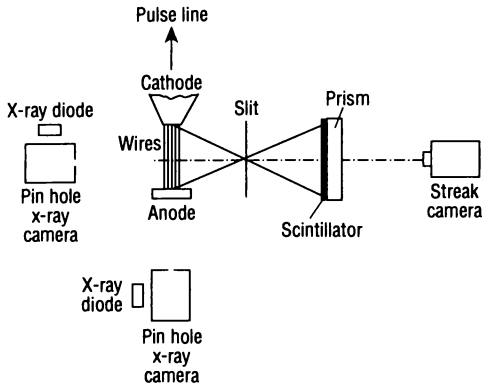 Pulse line
Cathode
Slit
Prism
X-ray diode
Wires
Pin hole
x-ray
camera
Anode
Scintillator
Streak
camera
X-ray
diode
Pin hole
x-ray
camera